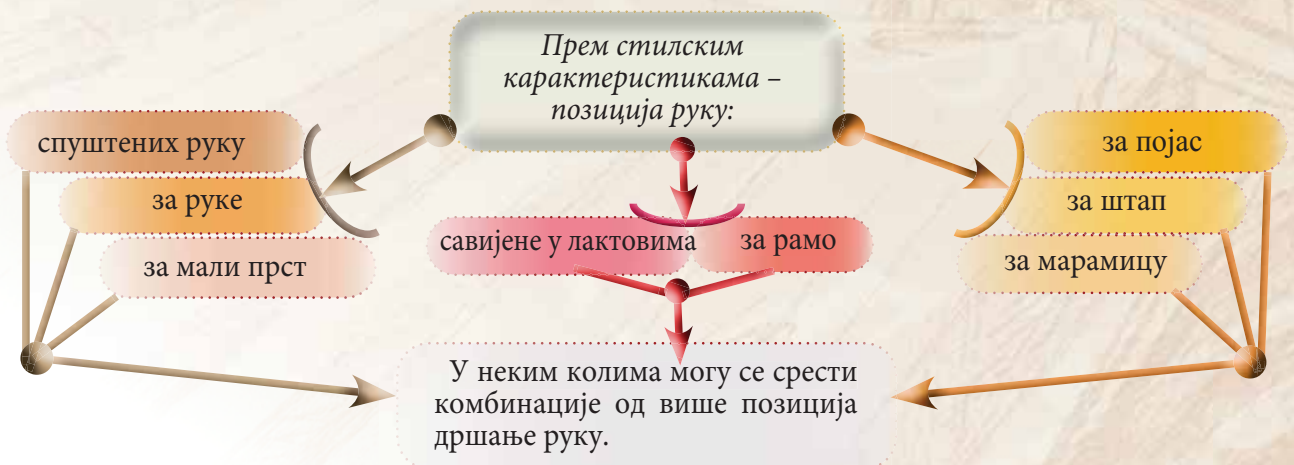 Прем стилским
карактеристикама –
позиција руку:
спуштених руку
за руке
за мали прст
савијене у лактовима
за рамо
за појас
за штап
за марамицу
У неким колима могу се срести
комбинације од више позиција
дршање руку.